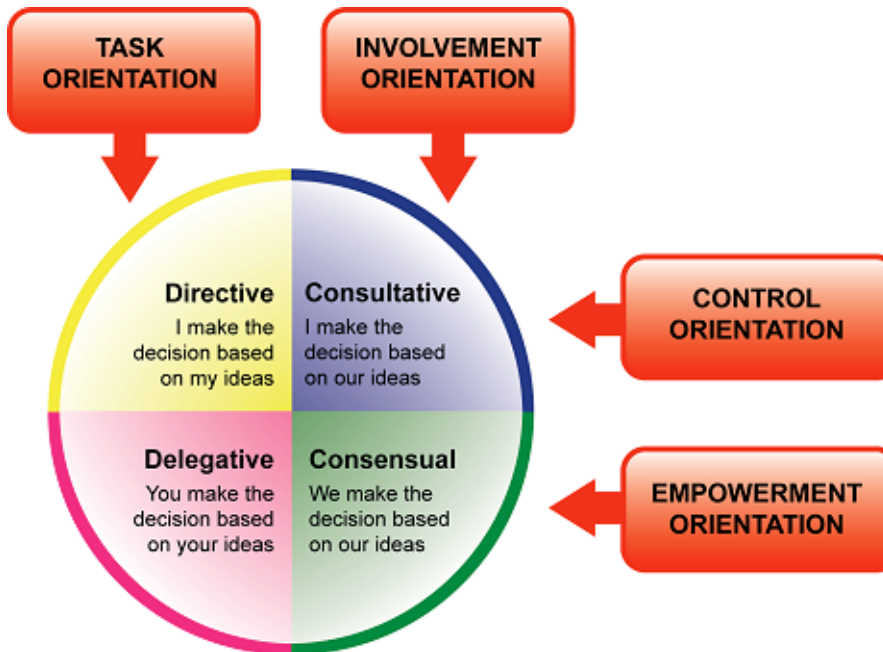 TASK
ORIENTATION
INVOLVEMENT
ORIENTATION
Directive
I make the
decision based
on my ideas
Consultative
I make the
decision based
on our ideas
CONTROL
ORIENTATION
Delegative
You make the
decision based
on your ideas
Consensual
We make the
decision based
on our ideas
EMPOWERMENT
ORIENTATION